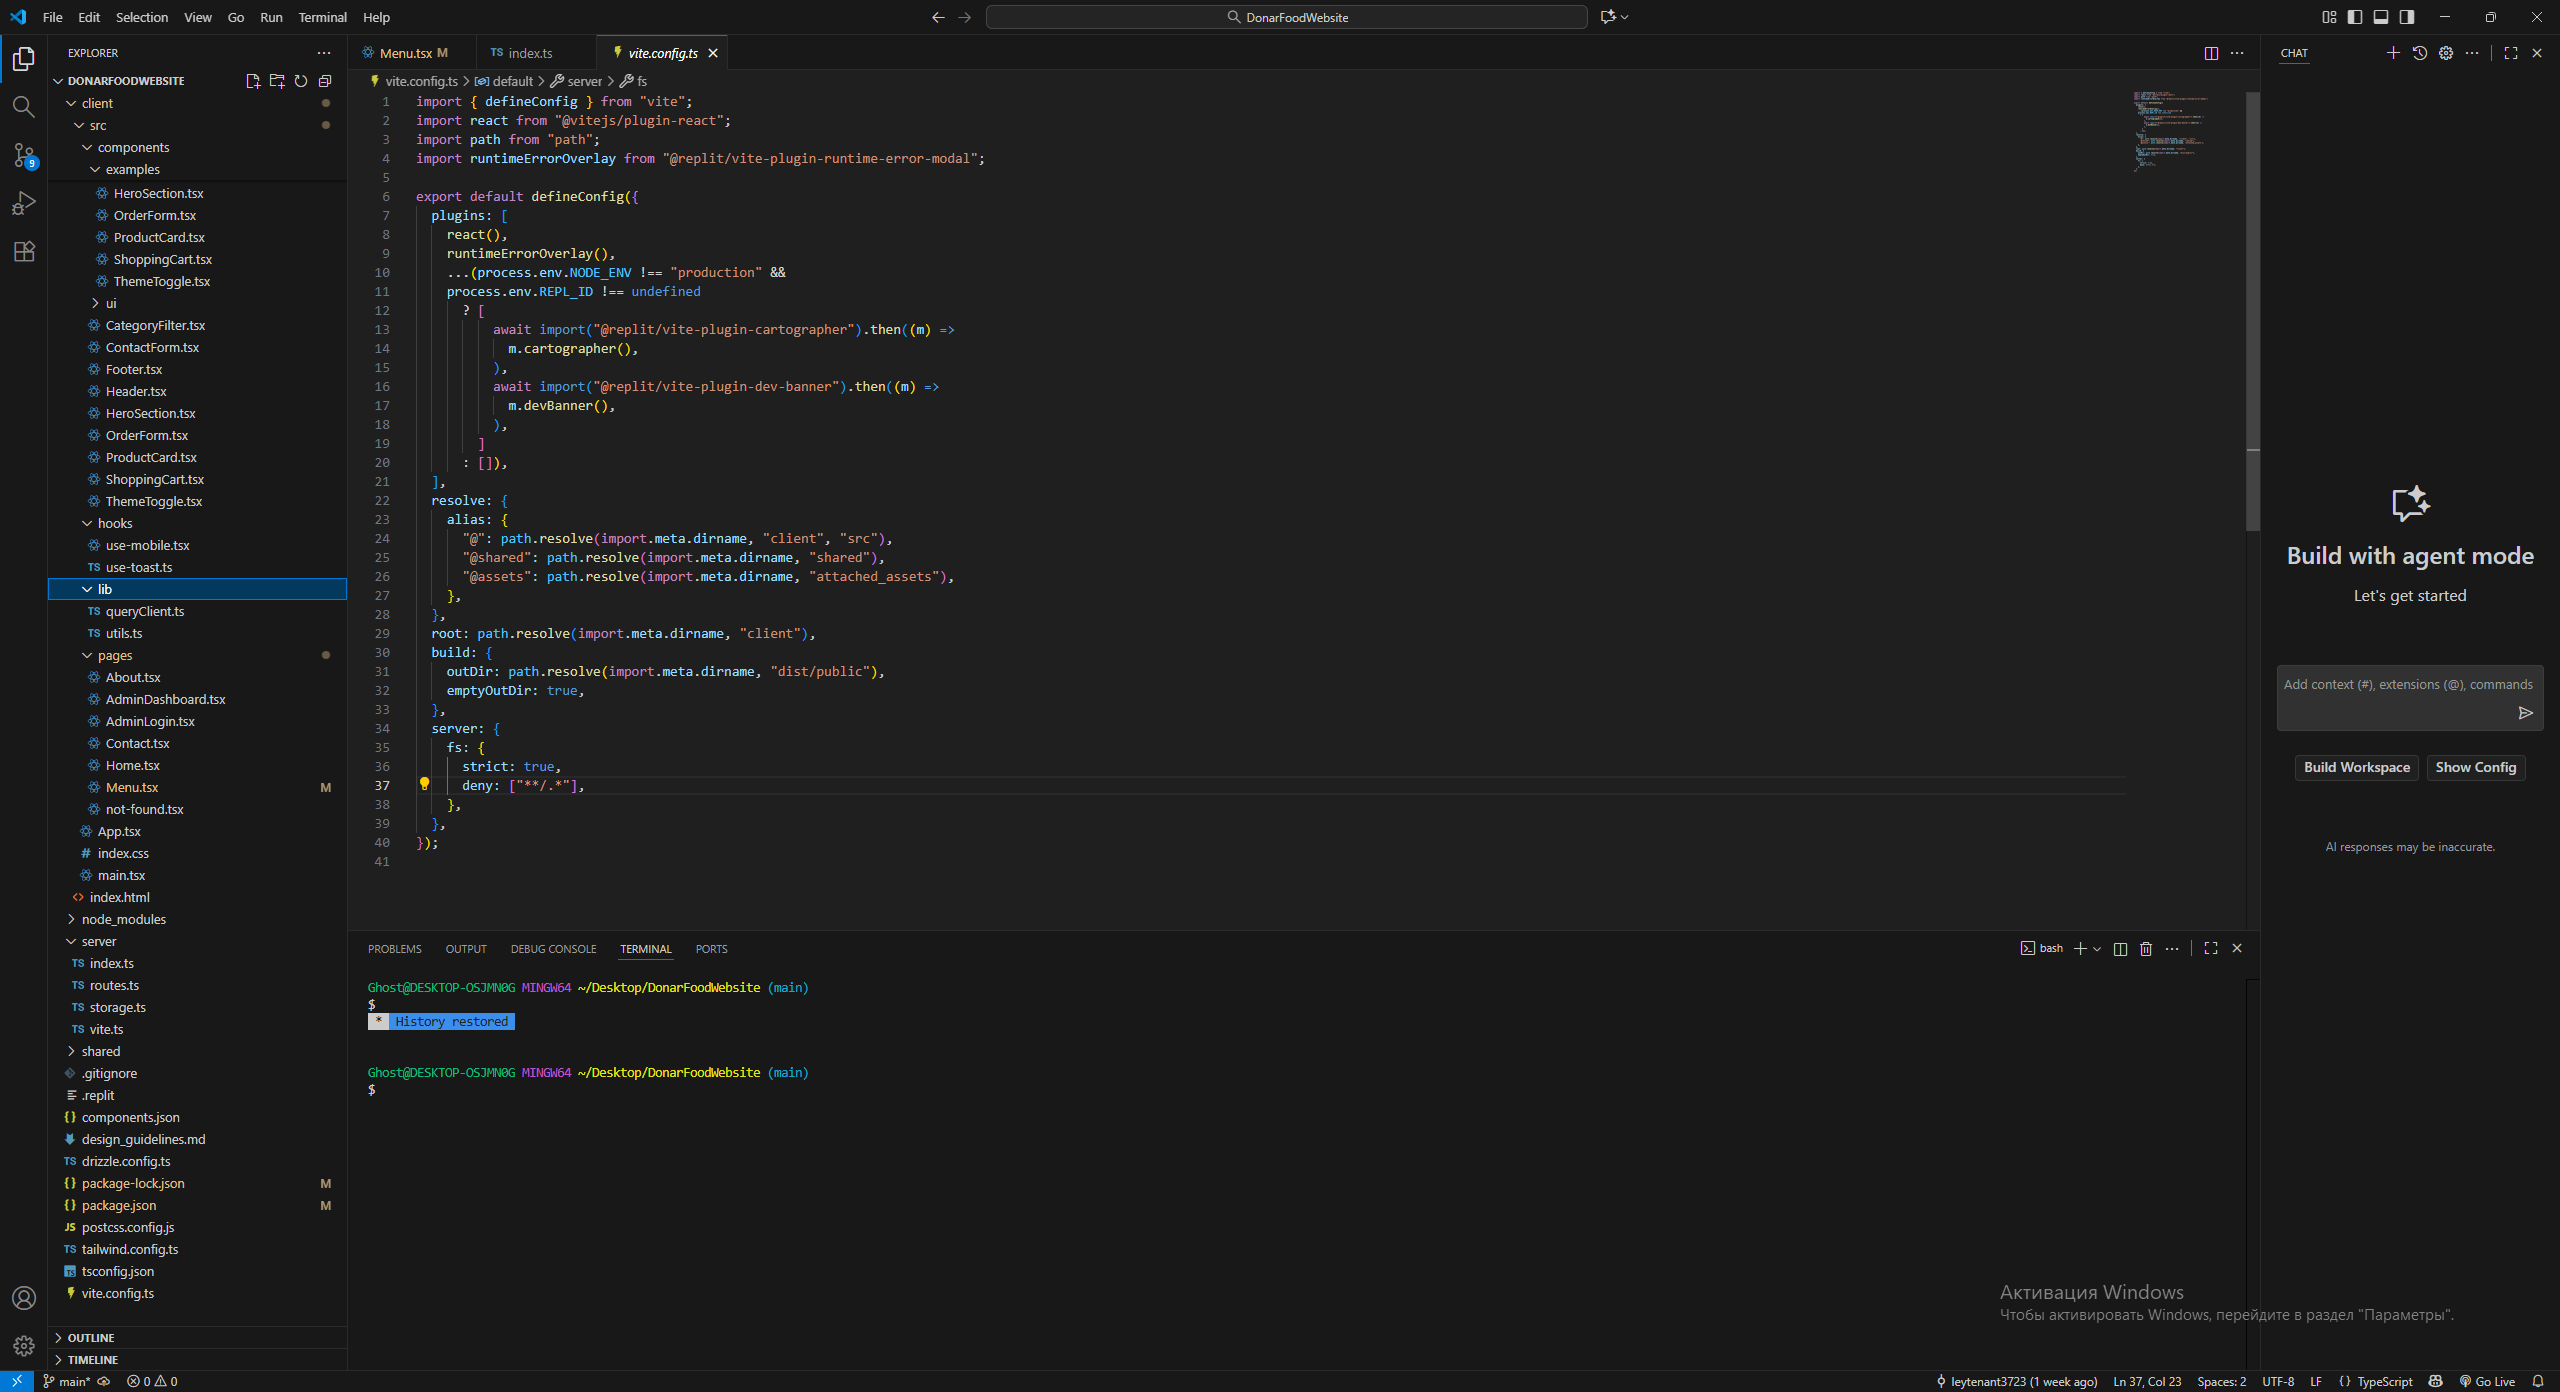 File Edit Selection View Go Run Terminal Help
DonarFoodWebsite
EXPLORER
DONARFOODWEBSITE
client
src
components
examples
HeroSection.tsx
OrderForm.tsx
ProductCard.tsx
ShoppingCart.tsx
ThemeToggle.tsx
ui
CategoryFilter.tsx
ContactForm.tsx
Footer.tsx
Header.tsx
HeroSection.tsx
OrderForm.tsx
ProductCard.tsx
ShoppingCart.tsx
ThemeToggle.tsx
hooks
use-mobile.tsx
TS use-toast.ts
lib
TS queryClient.ts
TS utils.ts
pages
About.tsx
AdminDashboard.tsx
AdminLogin.tsx
Contact.tsx
Home.tsx
Menu.tsx M
not-found.tsx
App.tsx
# index.css
main.tsx
<> index.html
node_modules
server
TS index.ts
TS routes.ts
TS storage.ts
TS vite.ts
shared
.gitignore
.replit
{} components.json
design_guidelines.md
TS drizzle.config.ts
{} package-lock.json M
{} package.json M
JS postcss.config.js
TS tailwind.config.ts
TS tsconfig.json
vite.config.ts
OUTLINE
TIMELINE
9
Menu.tsx M
TS index.ts
vite.config.ts
vite.config.ts > default > server > fs
1 import { defineConfig } from "vite";
2 import react from "@vitejs/plugin-react";
3 import path from "path";
4 import runtimeErrorOverlay from "@replit/vite-plugin-runtime-error-modal";
5
6 export default defineConfig({
7 plugins: [
8 react(),
9 runtimeErrorOverlay(),
10 ...(process.env.NODE_ENV !== "production" &&
11 process.env.REPL_ID !== undefined
12 ? [
13 await import("@replit/vite-plugin-cartographer").then((m) =>
14 m.cartographer(),
15 ),
16 await import("@replit/vite-plugin-dev-banner").then((m) =>
17 m.devBanner(),
18 ),
19 ]
20 : []),
21 ],
22 resolve: {
23 alias: {
24 "@": path.resolve(import.meta.dirname, "client", "src"),
25 "@shared": path.resolve(import.meta.dirname, "shared"),
26 "@assets": path.resolve(import.meta.dirname, "attached_assets"),
27 },
28 },
29 root: path.resolve(import.meta.dirname, "client"),
30 build: {
31 outDir: path.resolve(import.meta.dirname, "dist/public"),
32 emptyOutDir: true,
33 },
34 server: {
35 fs: {
36 strict: true,
37 deny: ["**/.*"],
38 },
39 },
40 });
41
PROBLEMS OUTPUT DEBUG CONSOLE TERMINAL PORTS
bash
Ghost@DESKTOP-OSJMN0G MINGW64 ~/Desktop/DonarFoodWebsite (main)
$
* History restored
Ghost@DESKTOP-OSJMN0G MINGW64 ~/Desktop/DonarFoodWebsite (main)
$
CHAT
Build with agent mode
Let's get started
Add context (#), extensions (@), commands
Build Workspace
Show Config
AI responses may be inaccurate.
Активация Windows
Чтобы активировать Windows, перейдите в раздел "Параметры".
main* 0 0
leytenant3723 (1 week ago) Ln 37, Col 23 Spaces: 2 UTF-8 LF {} TypeScript Go Live